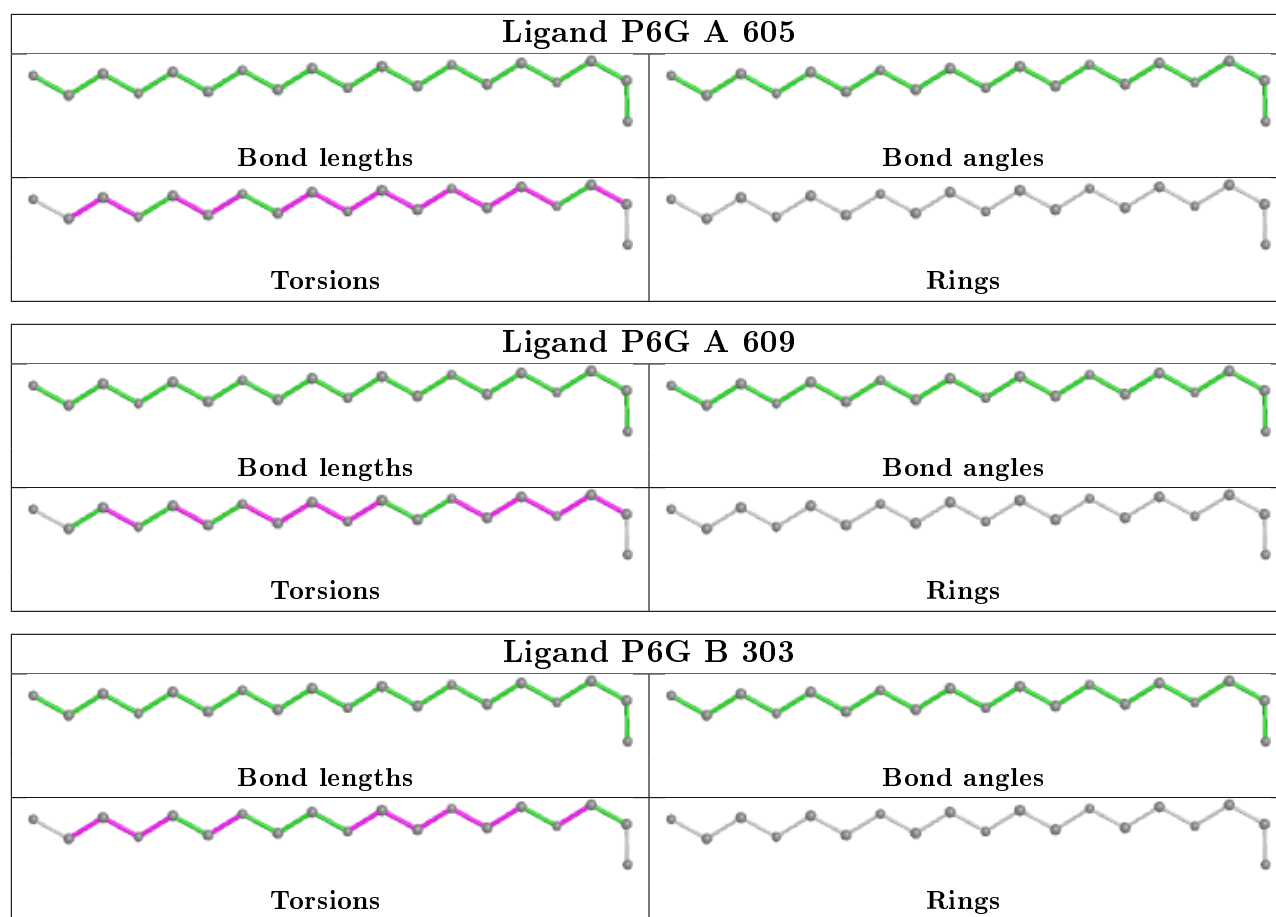 Ligand P6G A 605
Bond lengths Bond angles
Torsions Rings
Ligand P6G A 609
Bond lengths Bond angles
Torsions Rings
Ligand P6G B 303
Bond lengths Bond angles
Torsions Rings